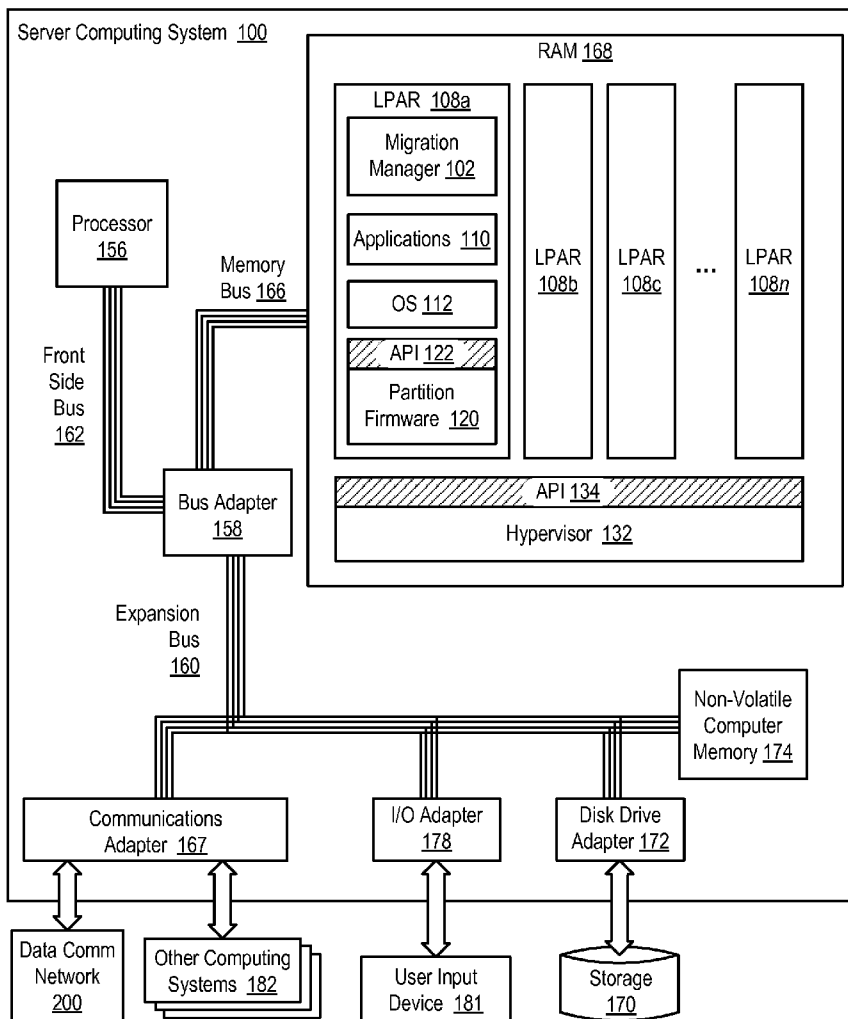 Server Computing System 100
RAM 168
LPAR 108a
Migration
Manager 102
Applications 110
OS 112
API 122
Partition
Firmware 120
LPAR
108b
LPAR
108c
...
LPAR
108n
API 134
Hypervisor 132
Processor
156
Memory
Bus 166
Front
Side
Bus
162
Bus Adapter
158
Expansion
Bus
160
Non-Volatile
Computer
Memory 174
Communications
Adapter 167
I/O Adapter
178
Disk Drive
Adapter 172
Data Comm
Network
200
Other Computing
Systems 182
User Input
Device 181
Storage
170